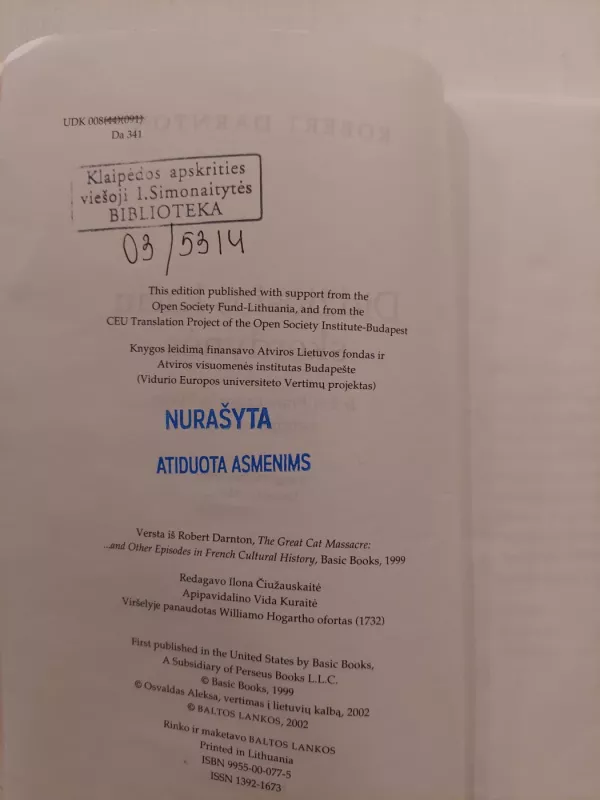 UDK 008(44)(091)
Da 341
Klaipėdos apskrities
viešoji I.Simonaitytės
BIBLIOTEKA
03/5314
This edition published with support from the
Open Society Fund-Lithuania, and from the
CEU Translation Project of the Open Society Institute-Budapest
Knygos leidimą finansavo Atviros Lietuvos fondas ir
Atviros visuomenės institutas Budapešte
(Vidurio Europos universiteto Vertimų projektas)
NURAŠYTA
ATIDUOTA ASMENIMS
Versta iš Robert Darnton, The Great Cat Massacre:
...and Other Episodes in French Cultural History, Basic Books, 1999
Redagavo Ilona Čiužauskaitė
Apipavidalino Vida Kuraitė
Viršelyje panaudotas Williamo Hogartho ofortas (1732)
First published in the United States by Basic Books,
A Subsidiary of Perseus Books L.L.C.
© Basic Books, 1999
© Osvaldas Aleksa, vertimas į lietuvių kalbą, 2002
© BALTOS LANKOS, 2002
Rinko ir maketavo BALTOS LANKOS
Printed in Lithuania
ISBN 9955-00-077-5
ISSN 1392-1673